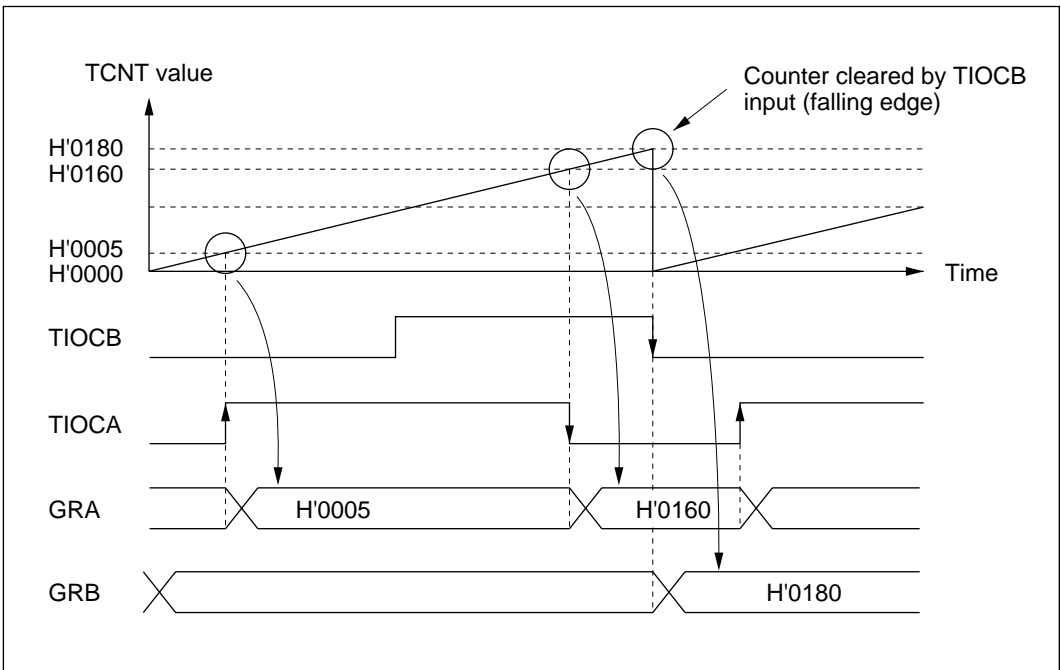 TCNT value
Counter cleared by TIOCB
input (falling edge)
H'0180
H'0160
H'0005
H'0000
Time
TIOCB
TIOCA
GRA
H'0005
H'0160
GRB
H'0180